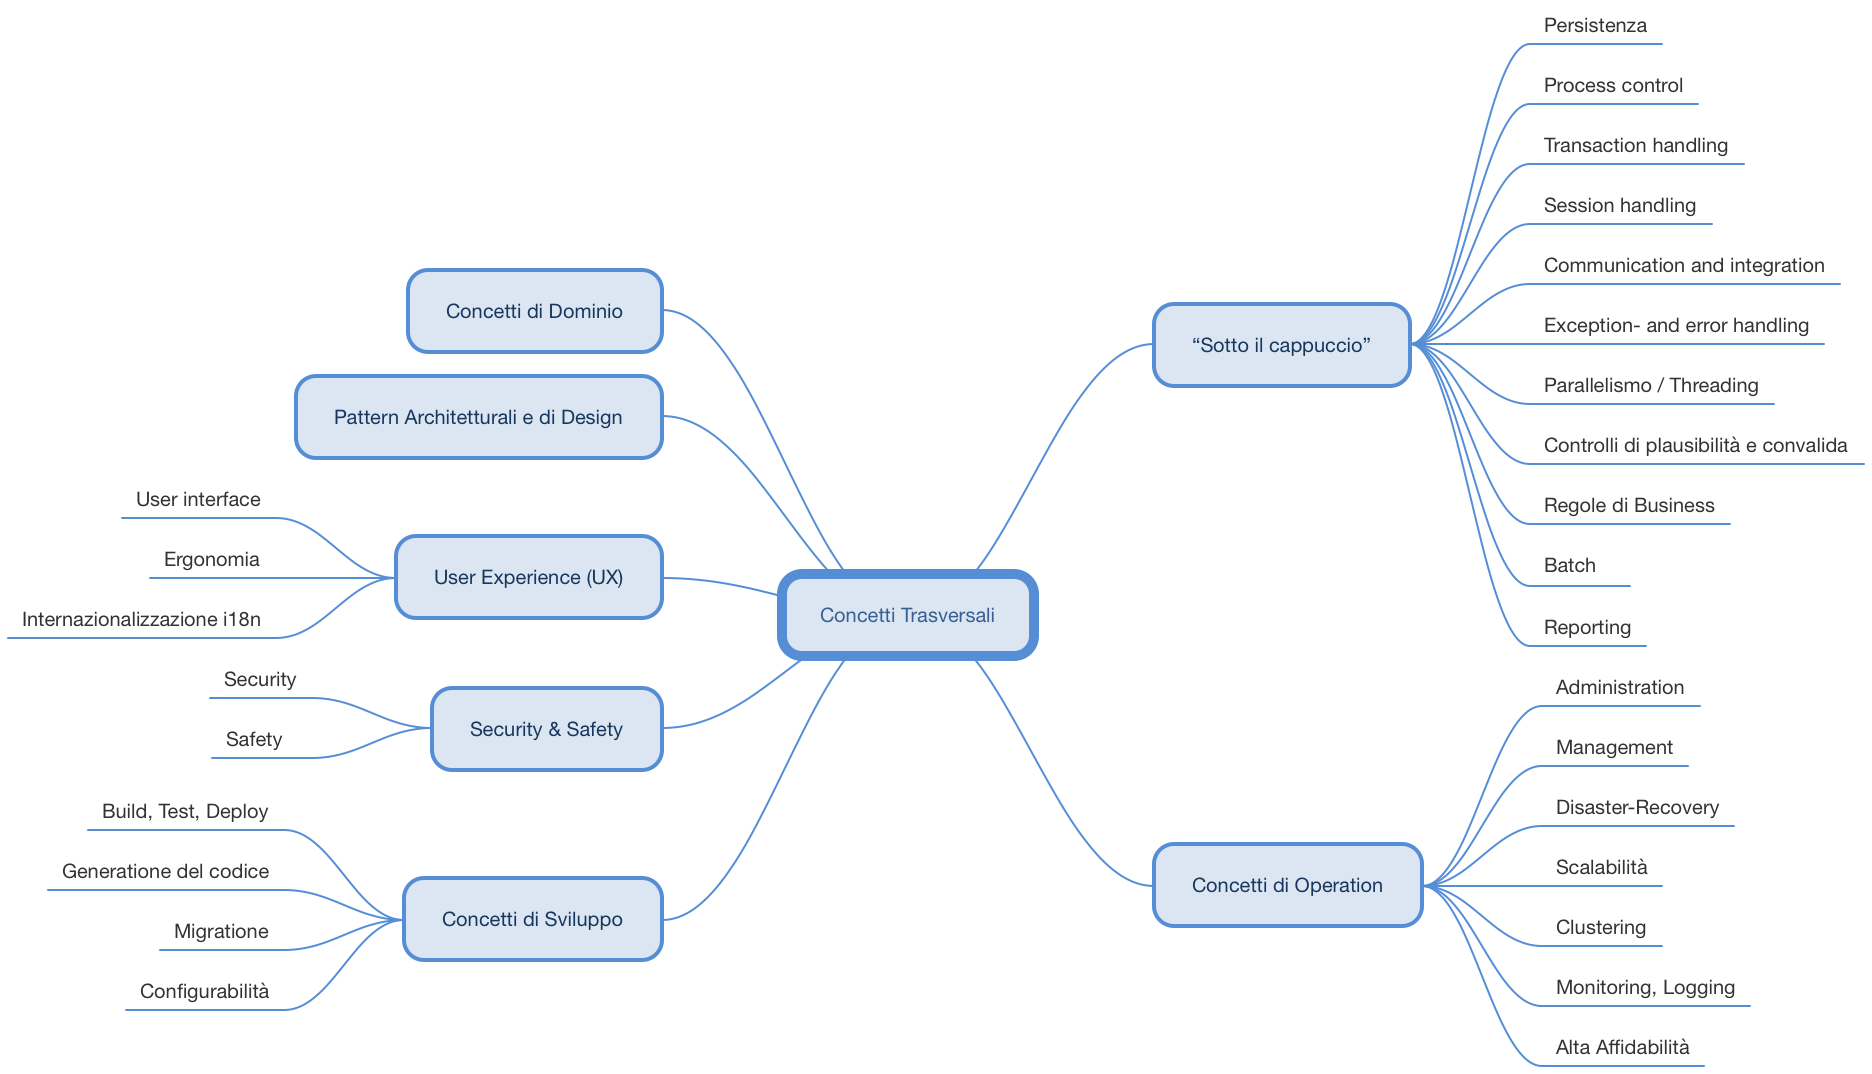 Concetti Trasversali
Concetti di Dominio
Pattern Architetturali e di Design
User Experience (UX)
User interface
Ergonomia
Internazionalizzazione i18n
Security & Safety
Security
Safety
Concetti di Sviluppo
Build, Test, Deploy
Generatione del codice
Migratione
Configurabilità
“Sotto il cappuccio”
Persistenza
Process control
Transaction handling
Session handling
Communication and integration
Exception- and error handling
Parallelismo / Threading
Controlli di plausibilità e convalida
Regole di Business
Batch
Reporting
Concetti di Operation
Administration
Management
Disaster-Recovery
Scalabilità
Clustering
Monitoring, Logging
Alta Affidabilità